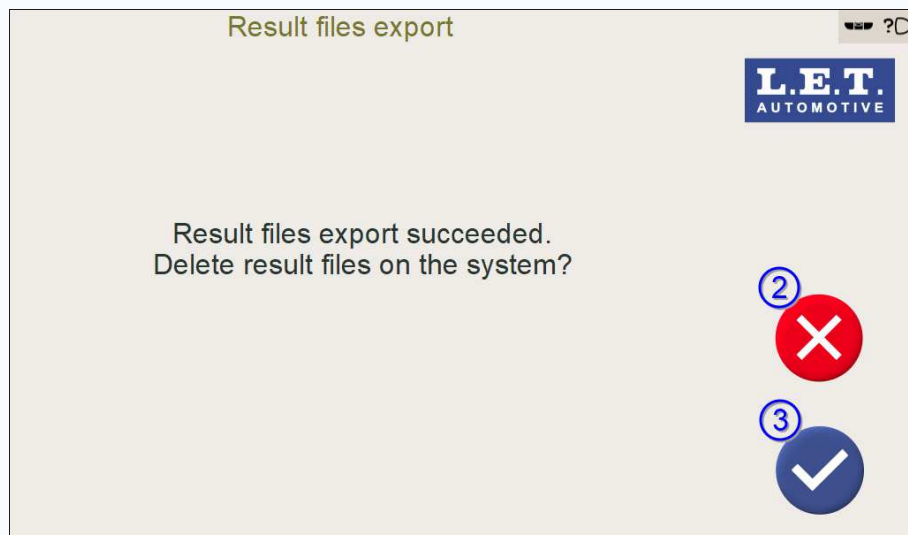 Result files export
?
L.E.T.
AUTOMOTIVE
Result files export succeeded.
Delete result files on the system?
2
3